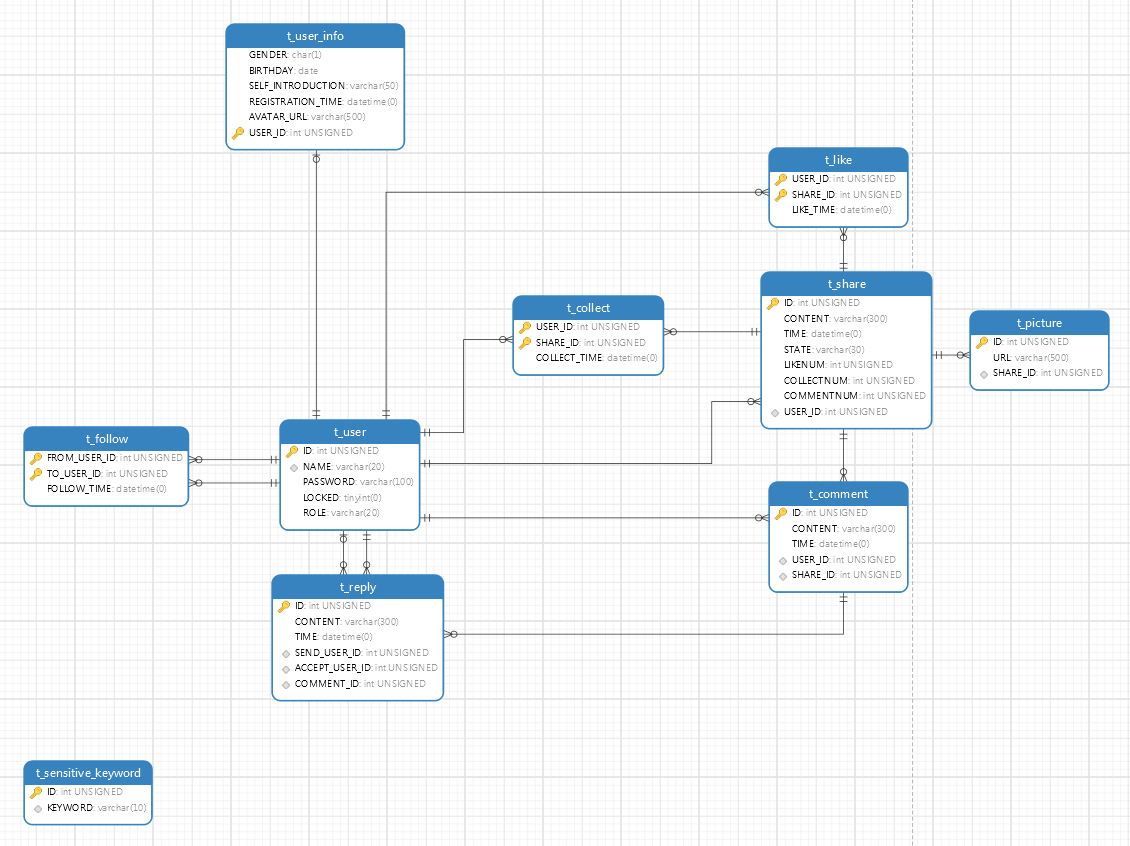 t_user_info
GENDER: char(1)
BIRTHDAY: date
SELF_INTRODUCTION: varchar(50)
REGISTRATION_TIME: datetime(0)
AVATAR_URL: varchar(500)
USER_ID: int UNSIGNED
t_like
USER_ID: int UNSIGNED
SHARE_ID: int UNSIGNED
LIKE_TIME: datetime(0)
t_collect
USER_ID: int UNSIGNED
SHARE_ID: int UNSIGNED
COLLECT_TIME: datetime(0)
t_share
ID: int UNSIGNED
CONTENT: varchar(300)
TIME: datetime(0)
STATE: varchar(30)
LIKENUM: int UNSIGNED
COLLECTNUM: int UNSIGNED
COMMENTNUM: int UNSIGNED
USER_ID: int UNSIGNED
t_picture
ID: int UNSIGNED
URL: varchar(500)
SHARE_ID: int UNSIGNED
t_follow
FROM_USER_ID: int UNSIGNED
TO_USER_ID: int UNSIGNED
FOLLOW_TIME: datetime(0)
t_user
ID: int UNSIGNED
NAME: varchar(20)
PASSWORD: varchar(100)
LOCKED: tinyint(0)
ROLE: varchar(20)
t_comment
ID: int UNSIGNED
CONTENT: varchar(300)
TIME: datetime(0)
USER_ID: int UNSIGNED
SHARE_ID: int UNSIGNED
t_reply
ID: int UNSIGNED
CONTENT: varchar(300)
TIME: datetime(0)
SEND_USER_ID: int UNSIGNED
ACCEPT_USER_ID: int UNSIGNED
COMMENT_ID: int UNSIGNED
t_sensitive_keyword
ID: int UNSIGNED
KEYWORD: varchar(10)